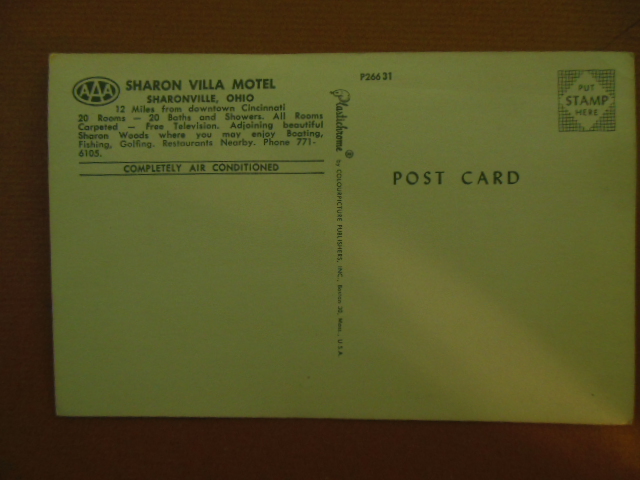 AAA
SHARON VILLA MOTEL
SHARONVILLE, OHIO
12 Miles from downtown Cincinnati
20 Rooms — 20 Baths and Showers. All Rooms
Carpeted — Free Television. Adjoining beautiful
Sharon Woods where you may enjoy Boating,
Fishing, Golfing. Restaurants Nearby. Phone 771-
6105.
COMPLETELY AIR CONDITIONED
P26631
Plastichrome ®
by COLOURPICTURE PUBLISHERS, INC., Boston 30, Mass., U.S.A.
PUT
STAMP
HERE
POST CARD